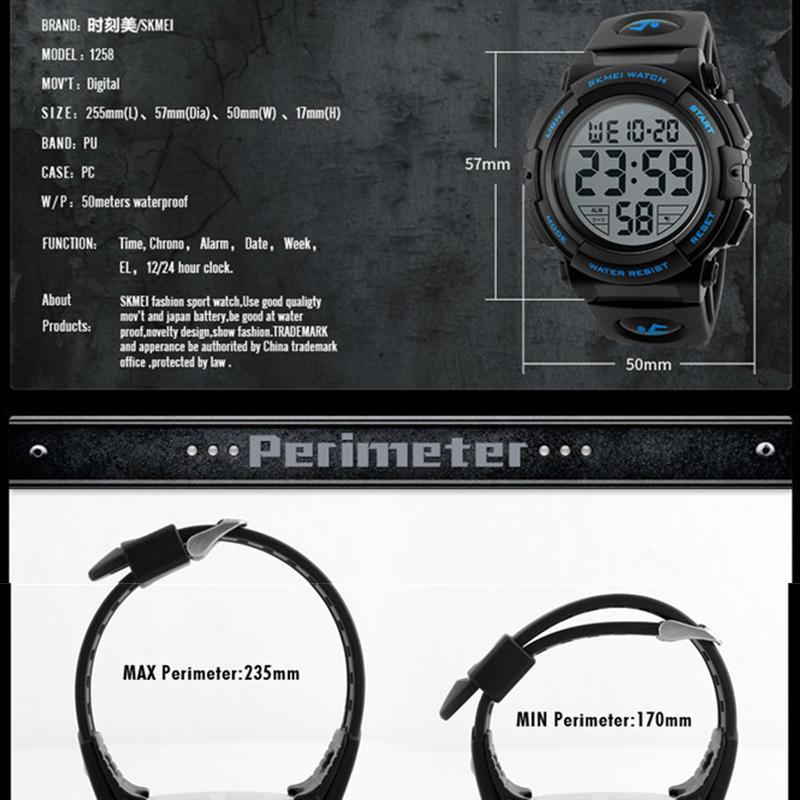 BRAND: 时刻美/SKMEI
MODEL: 1258
MOV'T: Digital
SIZE: 255mm(L)、57mm(Dia)、50mm(W)、17mm(H)
BAND: PU
CASE: PC
W/P: 50meters waterproof
FUNCTION: Time, Chrono, Alarm, Date, Week,
EL, 12/24 hour clock.
About
Products:
SKMEI fashion sport watch,Use good qualigty
mov't and japan battery,be good at water
proof,novelty design,show fashion.TRADEMARK
and apperance be authorited by China trademark
office ,protected by law .
57mm
SKMEI WATCH
LIGHT
START
WE10-20
23:59
ALM
58
MODE
RESET
WATER RESIST
50mm
Perimeter
MAX Perimeter:235mm
MIN Perimeter:170mm